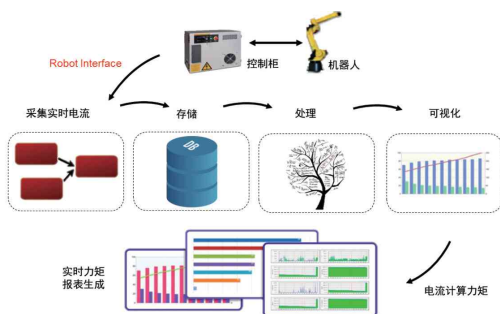 Robot Interface
控制柜
机器人
采集实时电流
存储
处理
可视化
DB
实时力矩
报表生成
电流计算力矩